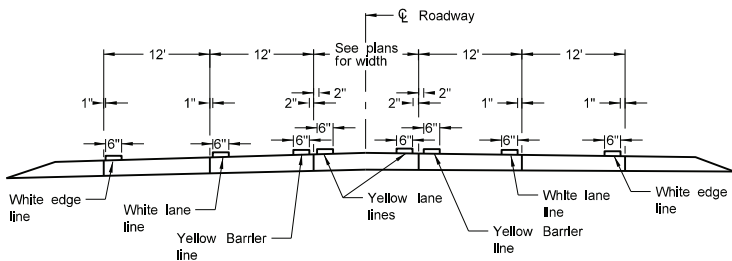 ℄ Roadway
12'
12'
See plans
for width
12'
12'
1"
1"
2"
2"
2"
2"
1"
1"
6"
6"
6"
6"
6"
6"
6"
6"
White edge
line
White lane
line
Yellow Barrier
line
Yellow lane
lines
Yellow Barrier
line
White lane
line
White edge
line